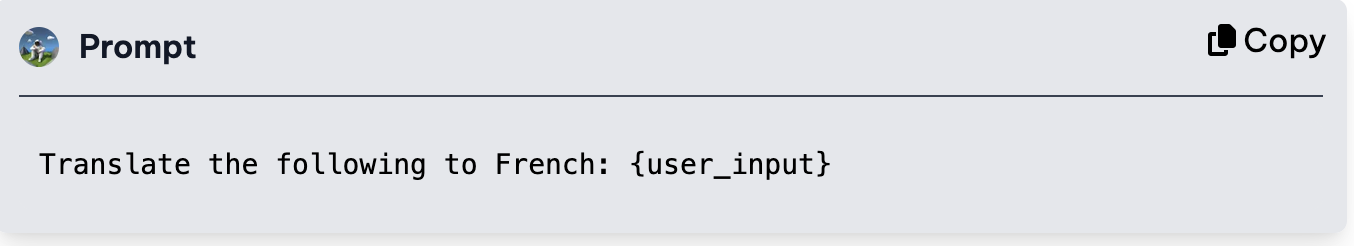 Prompt
Copy
Translate the following to French: {user_input}